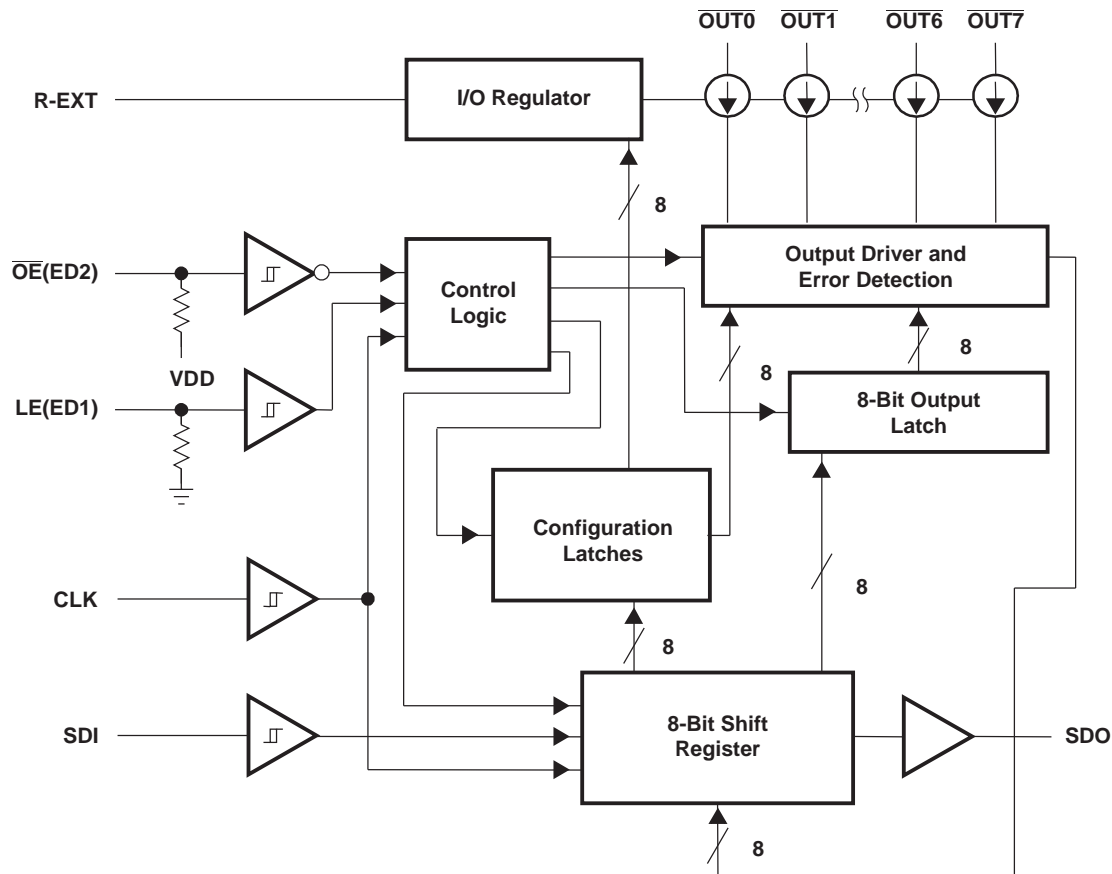 OUT0 OUT1 OUT6 OUT7
R-EXT
I/O Regulator
8
OE(ED2)
VDD
LE(ED1)
Control
Logic
Output Driver and
Error Detection
8
8
8-Bit Output
Latch
Configuration
Latches
CLK
8
8
SDI
8-Bit Shift
Register
SDO
8